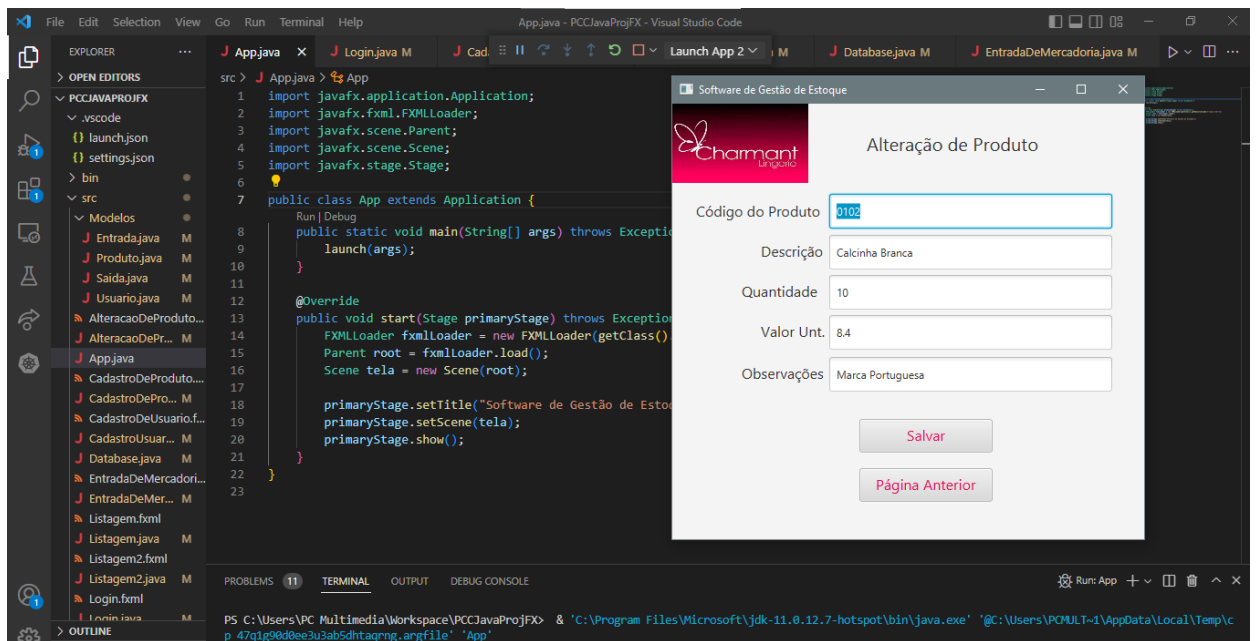 File Edit Selection View Go Run Terminal Help App.java - PCCJavaProjFX - Visual Studio Code
EXPLORER
OPEN EDITORS
PCCJAVAPROJFX
.vscode
{} launch.json
{} settings.json
bin
src
Modelos
J Entrada.java M
J Produto.java M
J Saida.java M
J Usuario.java M
AlteracaoDeProduto...
J AlteracaoDePr... M
J App.java
CadastroDeProduto....
J CadastroDePro... M
CadastroDeUsuario.f...
J CadastroUsuar... M
J Database.java M
EntradaDeMercadori...
J EntradaDeMer... M
Listagem.fxml
J Listagem.java M
Listagem2.fxml
J Listagem2.java M
Login.fxml
J Login.java M
OUTLINE
1
1
1
J App.java J Login.java M J Cad Launch App 2 M J Database.java M J EntradaDeMercadoria.java M
src > J App.java > App
1 import javafx.application.Application;
2 import javafx.fxml.FXMLLoader;
3 import javafx.scene.Parent;
4 import javafx.scene.Scene;
5 import javafx.stage.Stage;
6
7 public class App extends Application {
Run | Debug
8 public static void main(String[] args) throws Exceptio
9 launch(args);
10 }
11
12 @Override
13 public void start(Stage primaryStage) throws Exception
14 FXMLLoader fxmlLoader = new FXMLLoader(getClass()
15 Parent root = fxmlLoader.load();
16 Scene tela = new Scene(root);
17
18 primaryStage.setTitle("Software de Gestão de Esto
19 primaryStage.setScene(tela);
20 primaryStage.show();
21 }
22 }
23
Software de Gestão de Estoque
Charmant
Lingerie
Alteração de Produto
Código do Produto 0102
Descrição Calcinha Branca
Quantidade 10
Valor Unt. 8.4
Observações Marca Portuguesa
Salvar
Página Anterior
PROBLEMS 11 TERMINAL OUTPUT DEBUG CONSOLE Run: App
PS C:\Users\PC Multimedia\Workspace\PCCJavaProjFX> & 'C:\Program Files\Microsoft\jdk-11.0.12.7-hotspot\bin\java.exe' '@C:\Users\PCMULT~1\AppData\Local\Temp\c
p_47q1g90d0ee3u3ab5dhtaqrng.argfile' 'App'